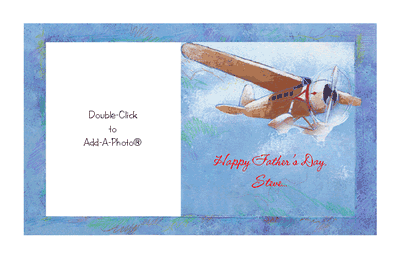 Double-Click
to
Add-A-Photo®
Happy Father's Day,
Steve...